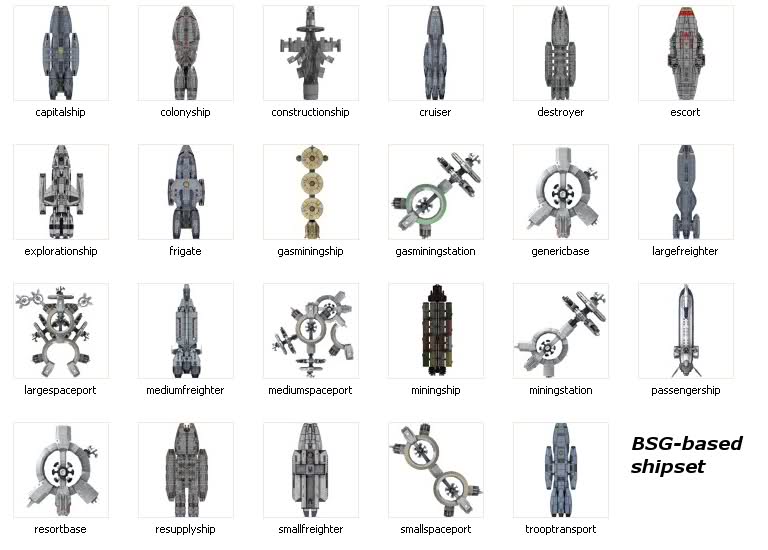 capitalship colonyship constructionship cruiser destroyer escort
explorationship frigate gasminingship gasminingstation genericbase largefreighter
largespaceport mediumfreighter mediumspaceport miningship miningstation passengership
BSG-based
shipset
resortbase resupplyship smallfreighter smallspaceport trooptransport